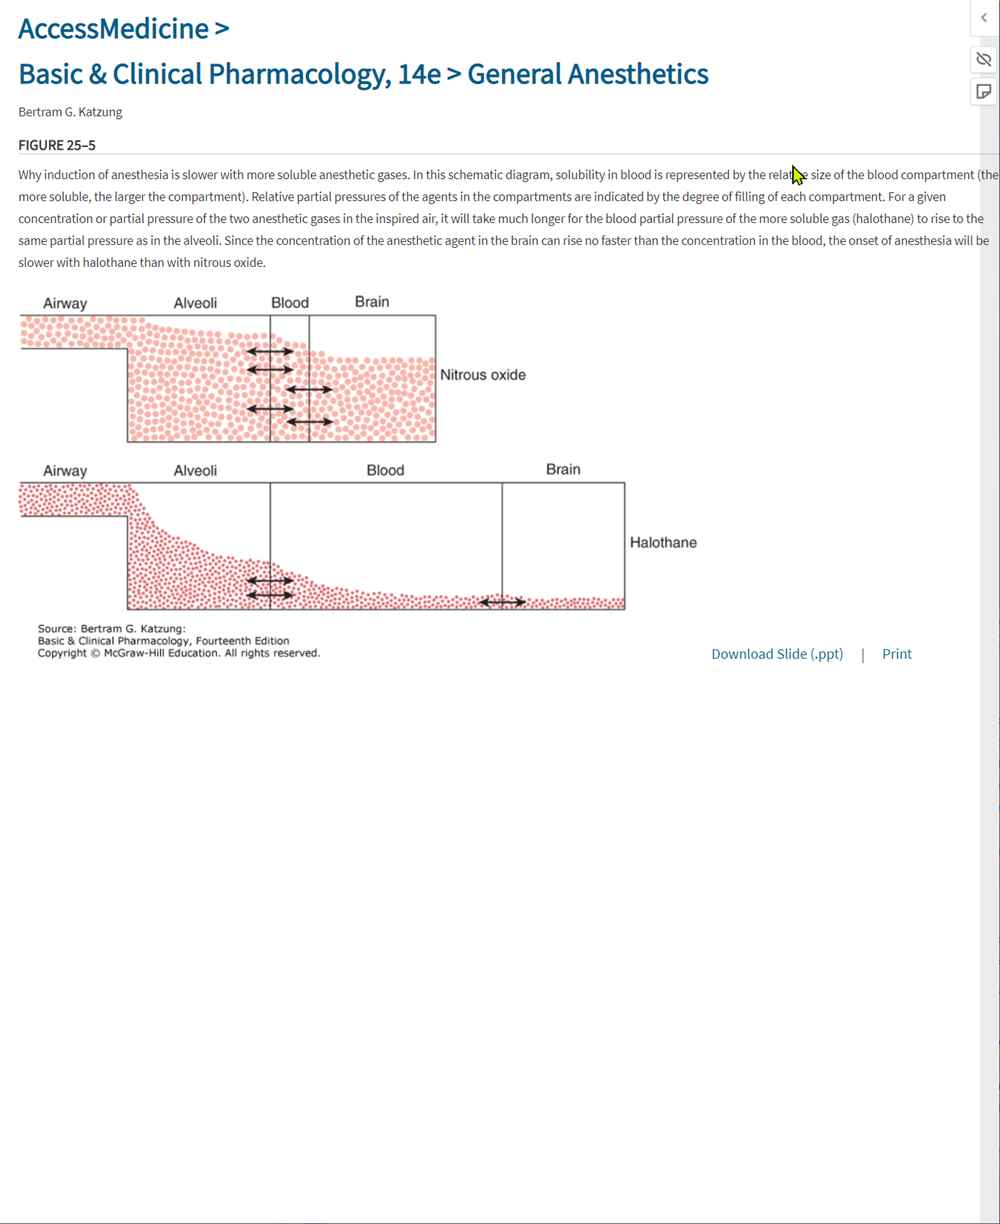 AccessMedicine >
Basic & Clinical Pharmacology, 14e > General Anesthetics
Bertram G. Katzung
FIGURE 25–5
Why induction of anesthesia is slower with more soluble anesthetic gases. In this schematic diagram, solubility in blood is represented by the relative size of the blood compartment (the
more soluble, the larger the compartment). Relative partial pressures of the agents in the compartments are indicated by the degree of filling of each compartment. For a given
concentration or partial pressure of the two anesthetic gases in the inspired air, it will take much longer for the blood partial pressure of the more soluble gas (halothane) to rise to the
same partial pressure as in the alveoli. Since the concentration of the anesthetic agent in the brain can rise no faster than the concentration in the blood, the onset of anesthesia will be
slower with halothane than with nitrous oxide.
Airway Alveoli Blood Brain
Nitrous oxide
Airway Alveoli Blood Brain
Halothane
Source: Bertram G. Katzung:
Basic & Clinical Pharmacology, Fourteenth Edition
Copyright © McGraw-Hill Education. All rights reserved.
Download Slide (.ppt) | Print